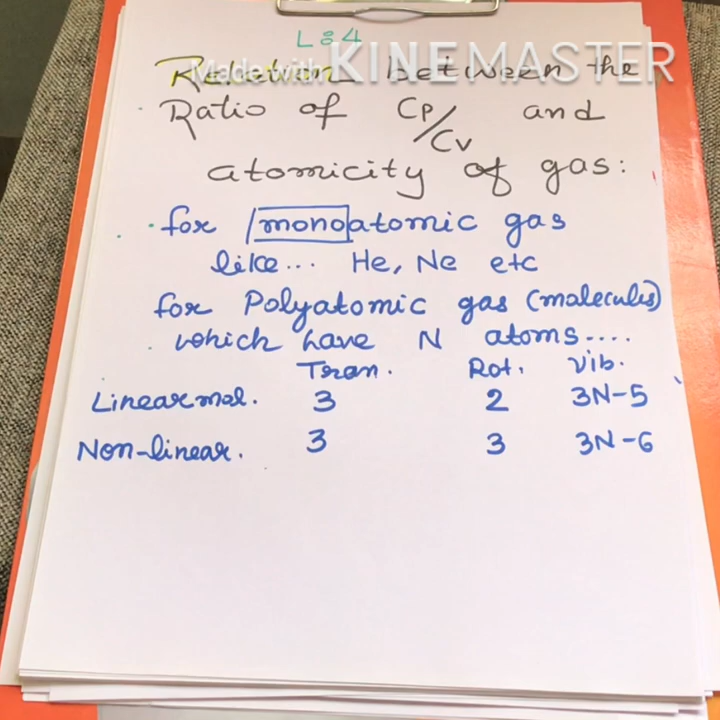 L:4
Made with KINEMASTER
Relation between the
Ratio of Cp/Cv and
atomicity of gas:
for monoatomic gas
like... He, Ne etc
for Polyatomic gas (molecules)
which have N atoms....
Tran. Rot. Vib.
Linear mol. 3 2 3N-5
Non-linear. 3 3 3N-6